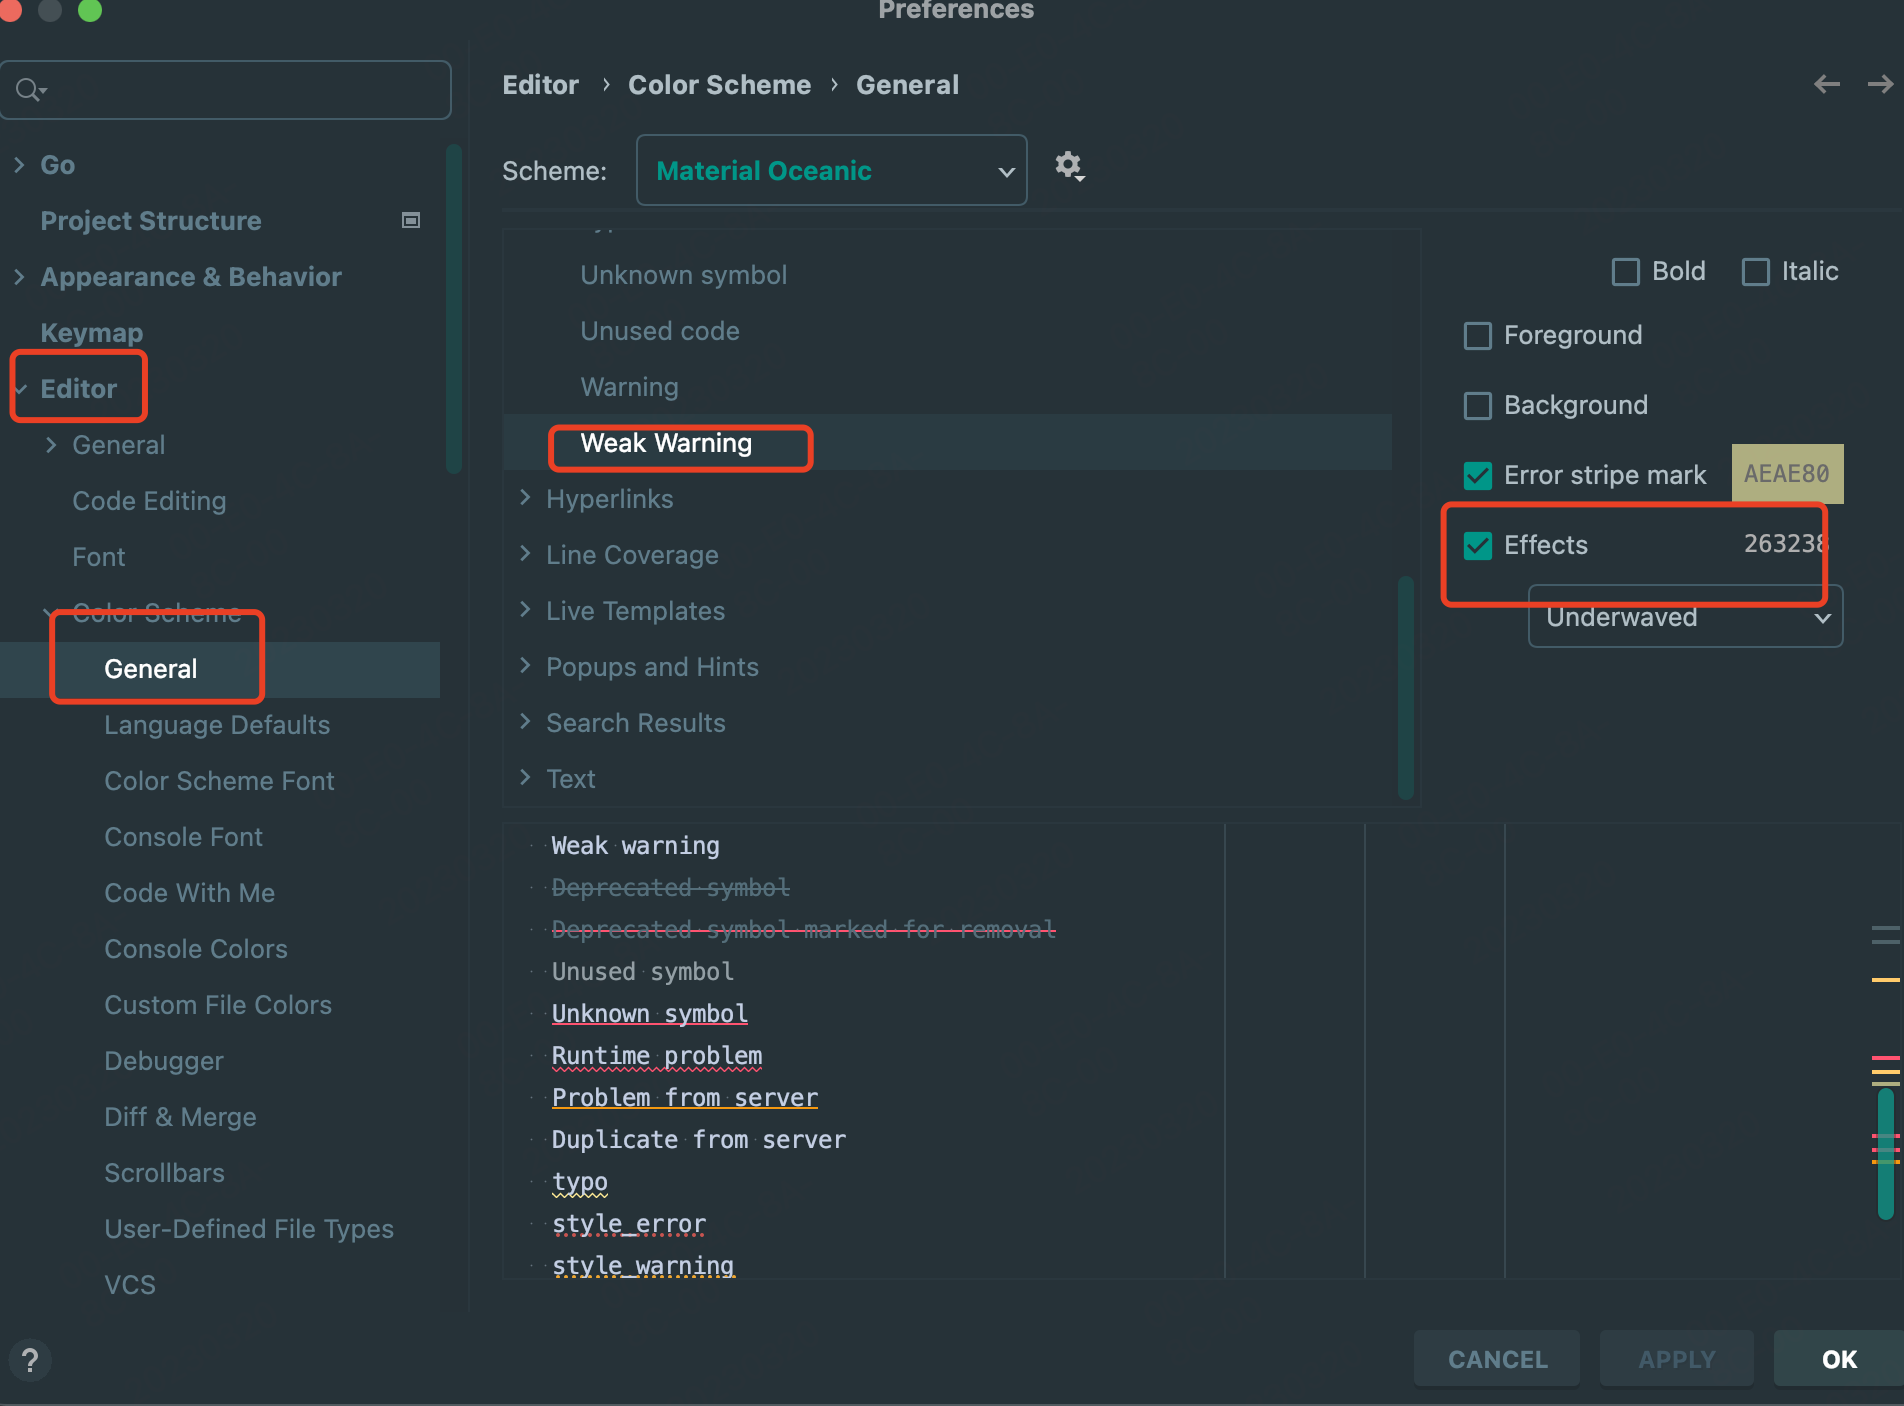 Preferences
Editor › Color Scheme › General
Scheme: Material Oceanic
Go
Project Structure
Appearance & Behavior
Keymap
Editor
General
Code Editing
Font
Color Scheme
General
Language Defaults
Color Scheme Font
Console Font
Code With Me
Console Colors
Custom File Colors
Debugger
Diff & Merge
Scrollbars
User-Defined File Types
VCS
Unknown symbol
Unused code
Warning
Weak Warning
Hyperlinks
Line Coverage
Live Templates
Popups and Hints
Search Results
Text
Bold Italic
Foreground
Background
Error stripe mark AEAE80
Effects 263238
Underwaved
Weak warning
Deprecated symbol
Deprecated symbol marked for removal
Unused symbol
Unknown symbol
Runtime problem
Problem from server
Duplicate from server
typo
style_error
style_warning
?
CANCEL APPLY OK